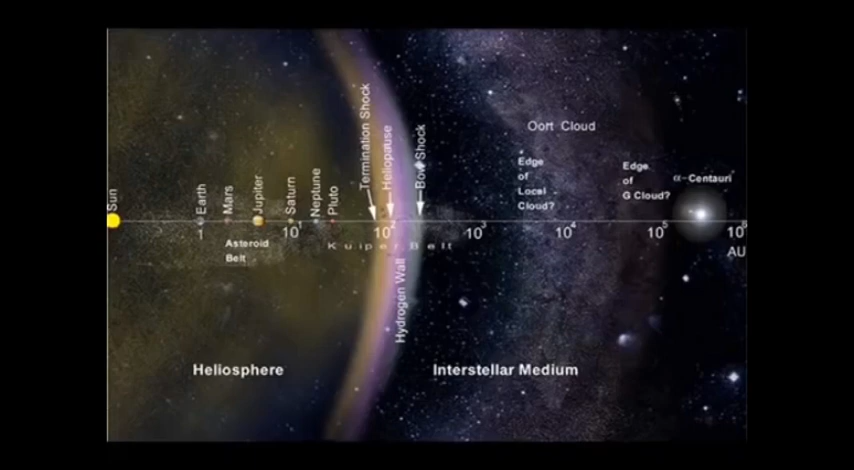 Oort Cloud
Edge
of
Local
Cloud?
Edge
of
G Cloud?
α-Centauri
Sun
Earth
Mars
Jupiter
Saturn
Neptune
Pluto
Termination Shock
Heliopause
Bow Shock
1
10¹
10²
10³
10⁴
10⁵
10⁶
AU
Asteroid
Belt
Kuiper Belt
Hydrogen Wall
Heliosphere
Interstellar Medium